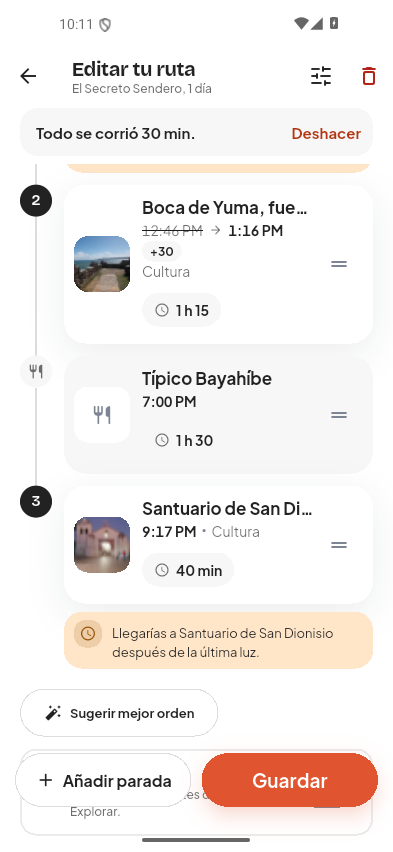 10:11
Editar tu ruta
El Secreto Sendero, 1 día
Todo se corrió 30 min.
Deshacer
2
Boca de Yuma, fue…
12:46 PM → 1:16 PM
+30
Cultura
1 h 15
Típico Bayahíbe
7:00 PM
1 h 30
3
Santuario de San Di…
9:17 PM • Cultura
40 min
Llegarías a Santuario de San Dionisio
después de la última luz.
Sugerir mejor orden
+ Añadir parada
Guardar
Explorar.